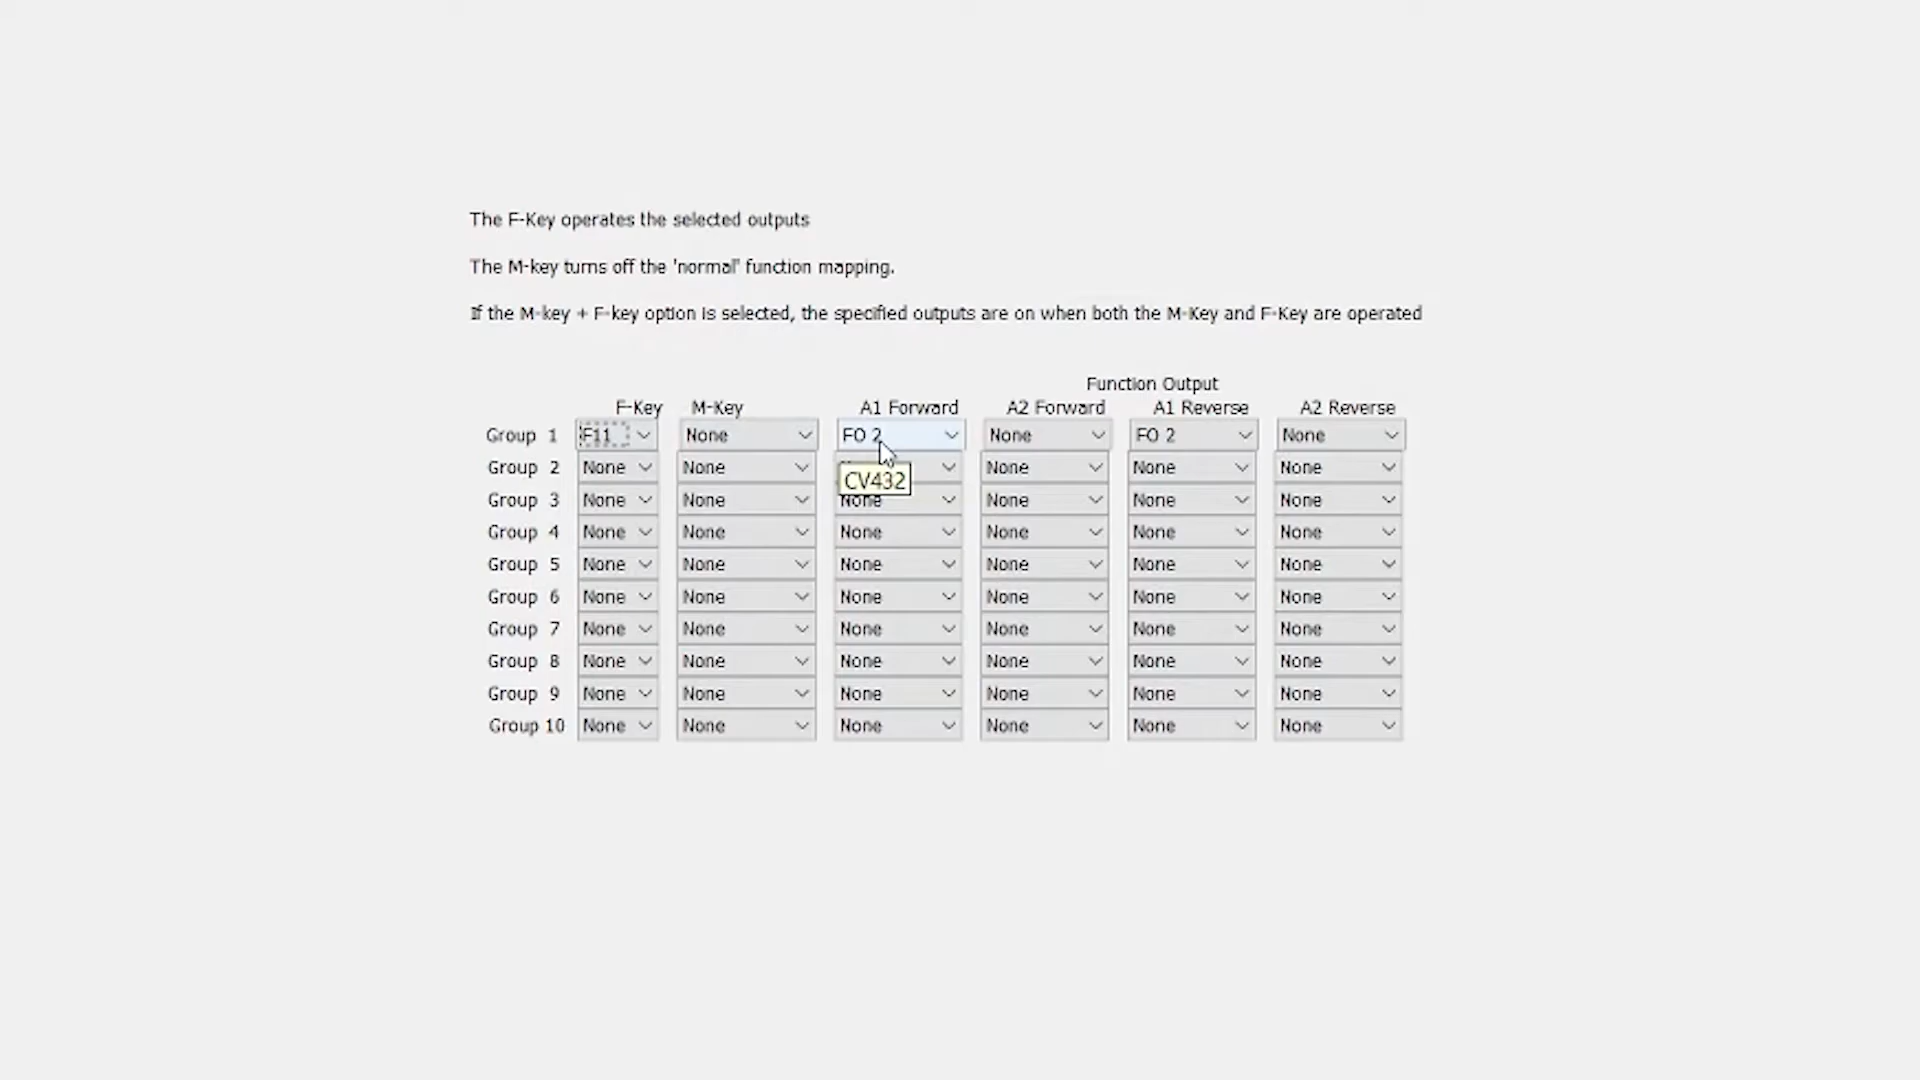 The F-Key operates the selected outputs
The M-key turns off the 'normal' function mapping.
If the M-key + F-key option is selected, the specified outputs are on when both the M-Key and F-Key are operated
Function Output
F-Key M-Key A1 Forward A2 Forward A1 Reverse A2 Reverse
Group 1 F11 None FO 2 None FO 2 None
Group 2 None None None None None
CV432
Group 3 None None None None None None
Group 4 None None None None None None
Group 5 None None None None None None
Group 6 None None None None None None
Group 7 None None None None None None
Group 8 None None None None None None
Group 9 None None None None None None
Group 10 None None None None None None